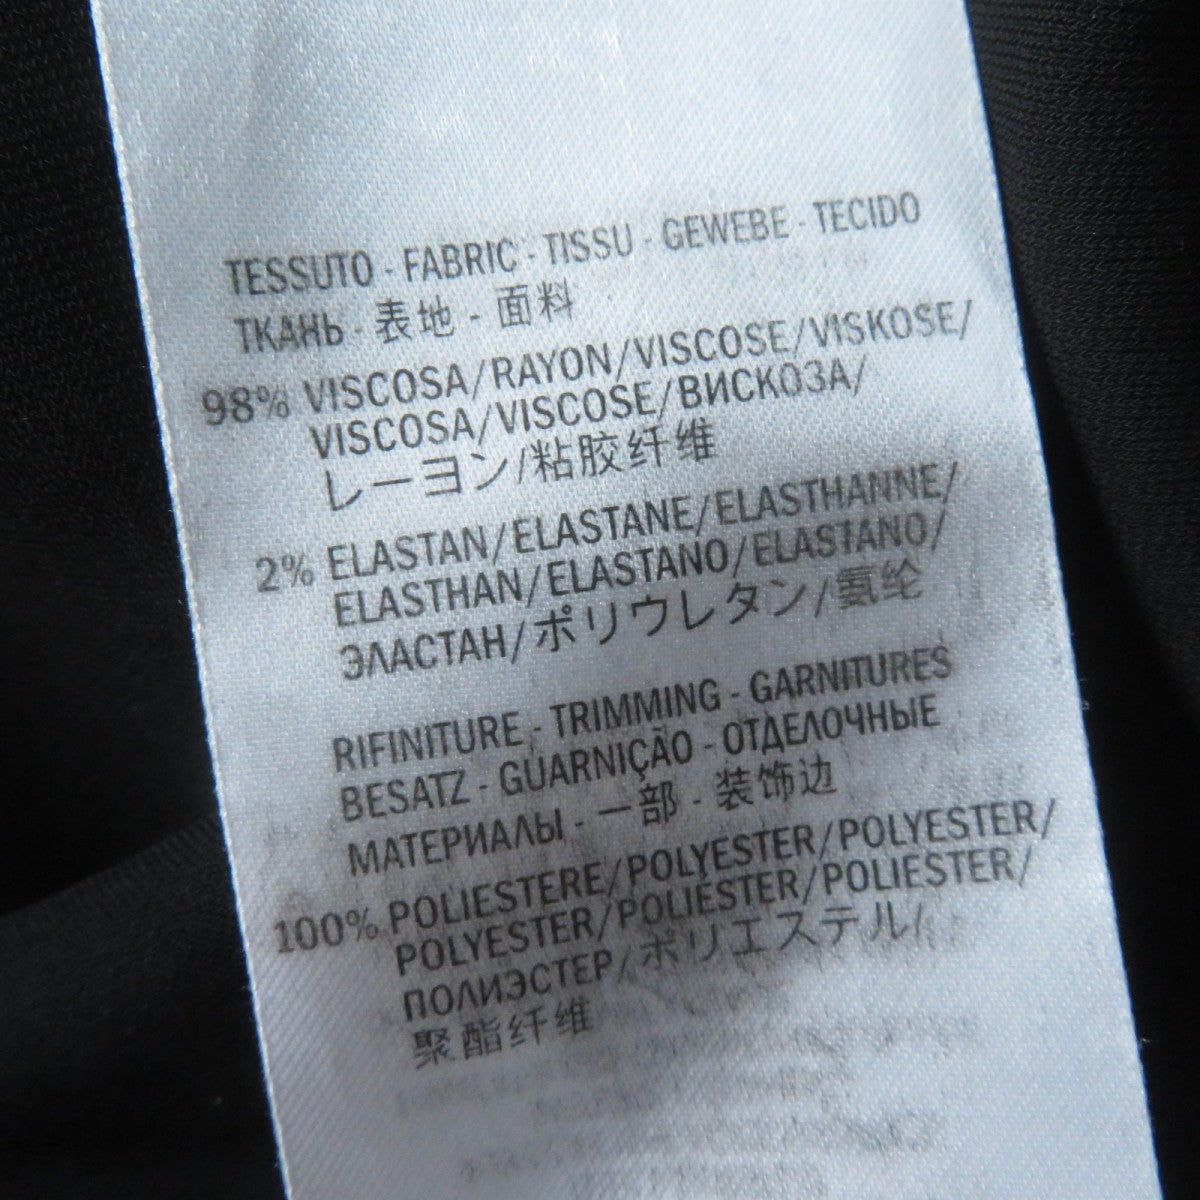 TESSUTO - FABRIC - TISSU - GEWEBE - TECIDO
ТКАНЬ - 表地 - 面料
98% VISCOSA/RAYON/VISCOSE/VISKOSE/
VISCOSA/VISCOSE/ВИСКОЗА/
レーヨン/粘胶纤维
2% ELASTAN/ELASTANE/ELASTHANNE/
ELASTHAN/ELASTANO/ELASTANO/
ЭЛАСТАН/ポリウレタン/氨纶
RIFINITURE - TRIMMING - GARNITURES
BESATZ - GUARNIÇÃO - ОТДЕЛОЧНЫЕ
МАТЕРИАЛЫ - 一部 - 装饰边
100% POLIESTERE/POLYESTER/POLYESTER/
POLYESTER/POLIÉSTER/POLIESTER/
ПОЛИЭСТЕР/ポリエステル/
聚酯纤维